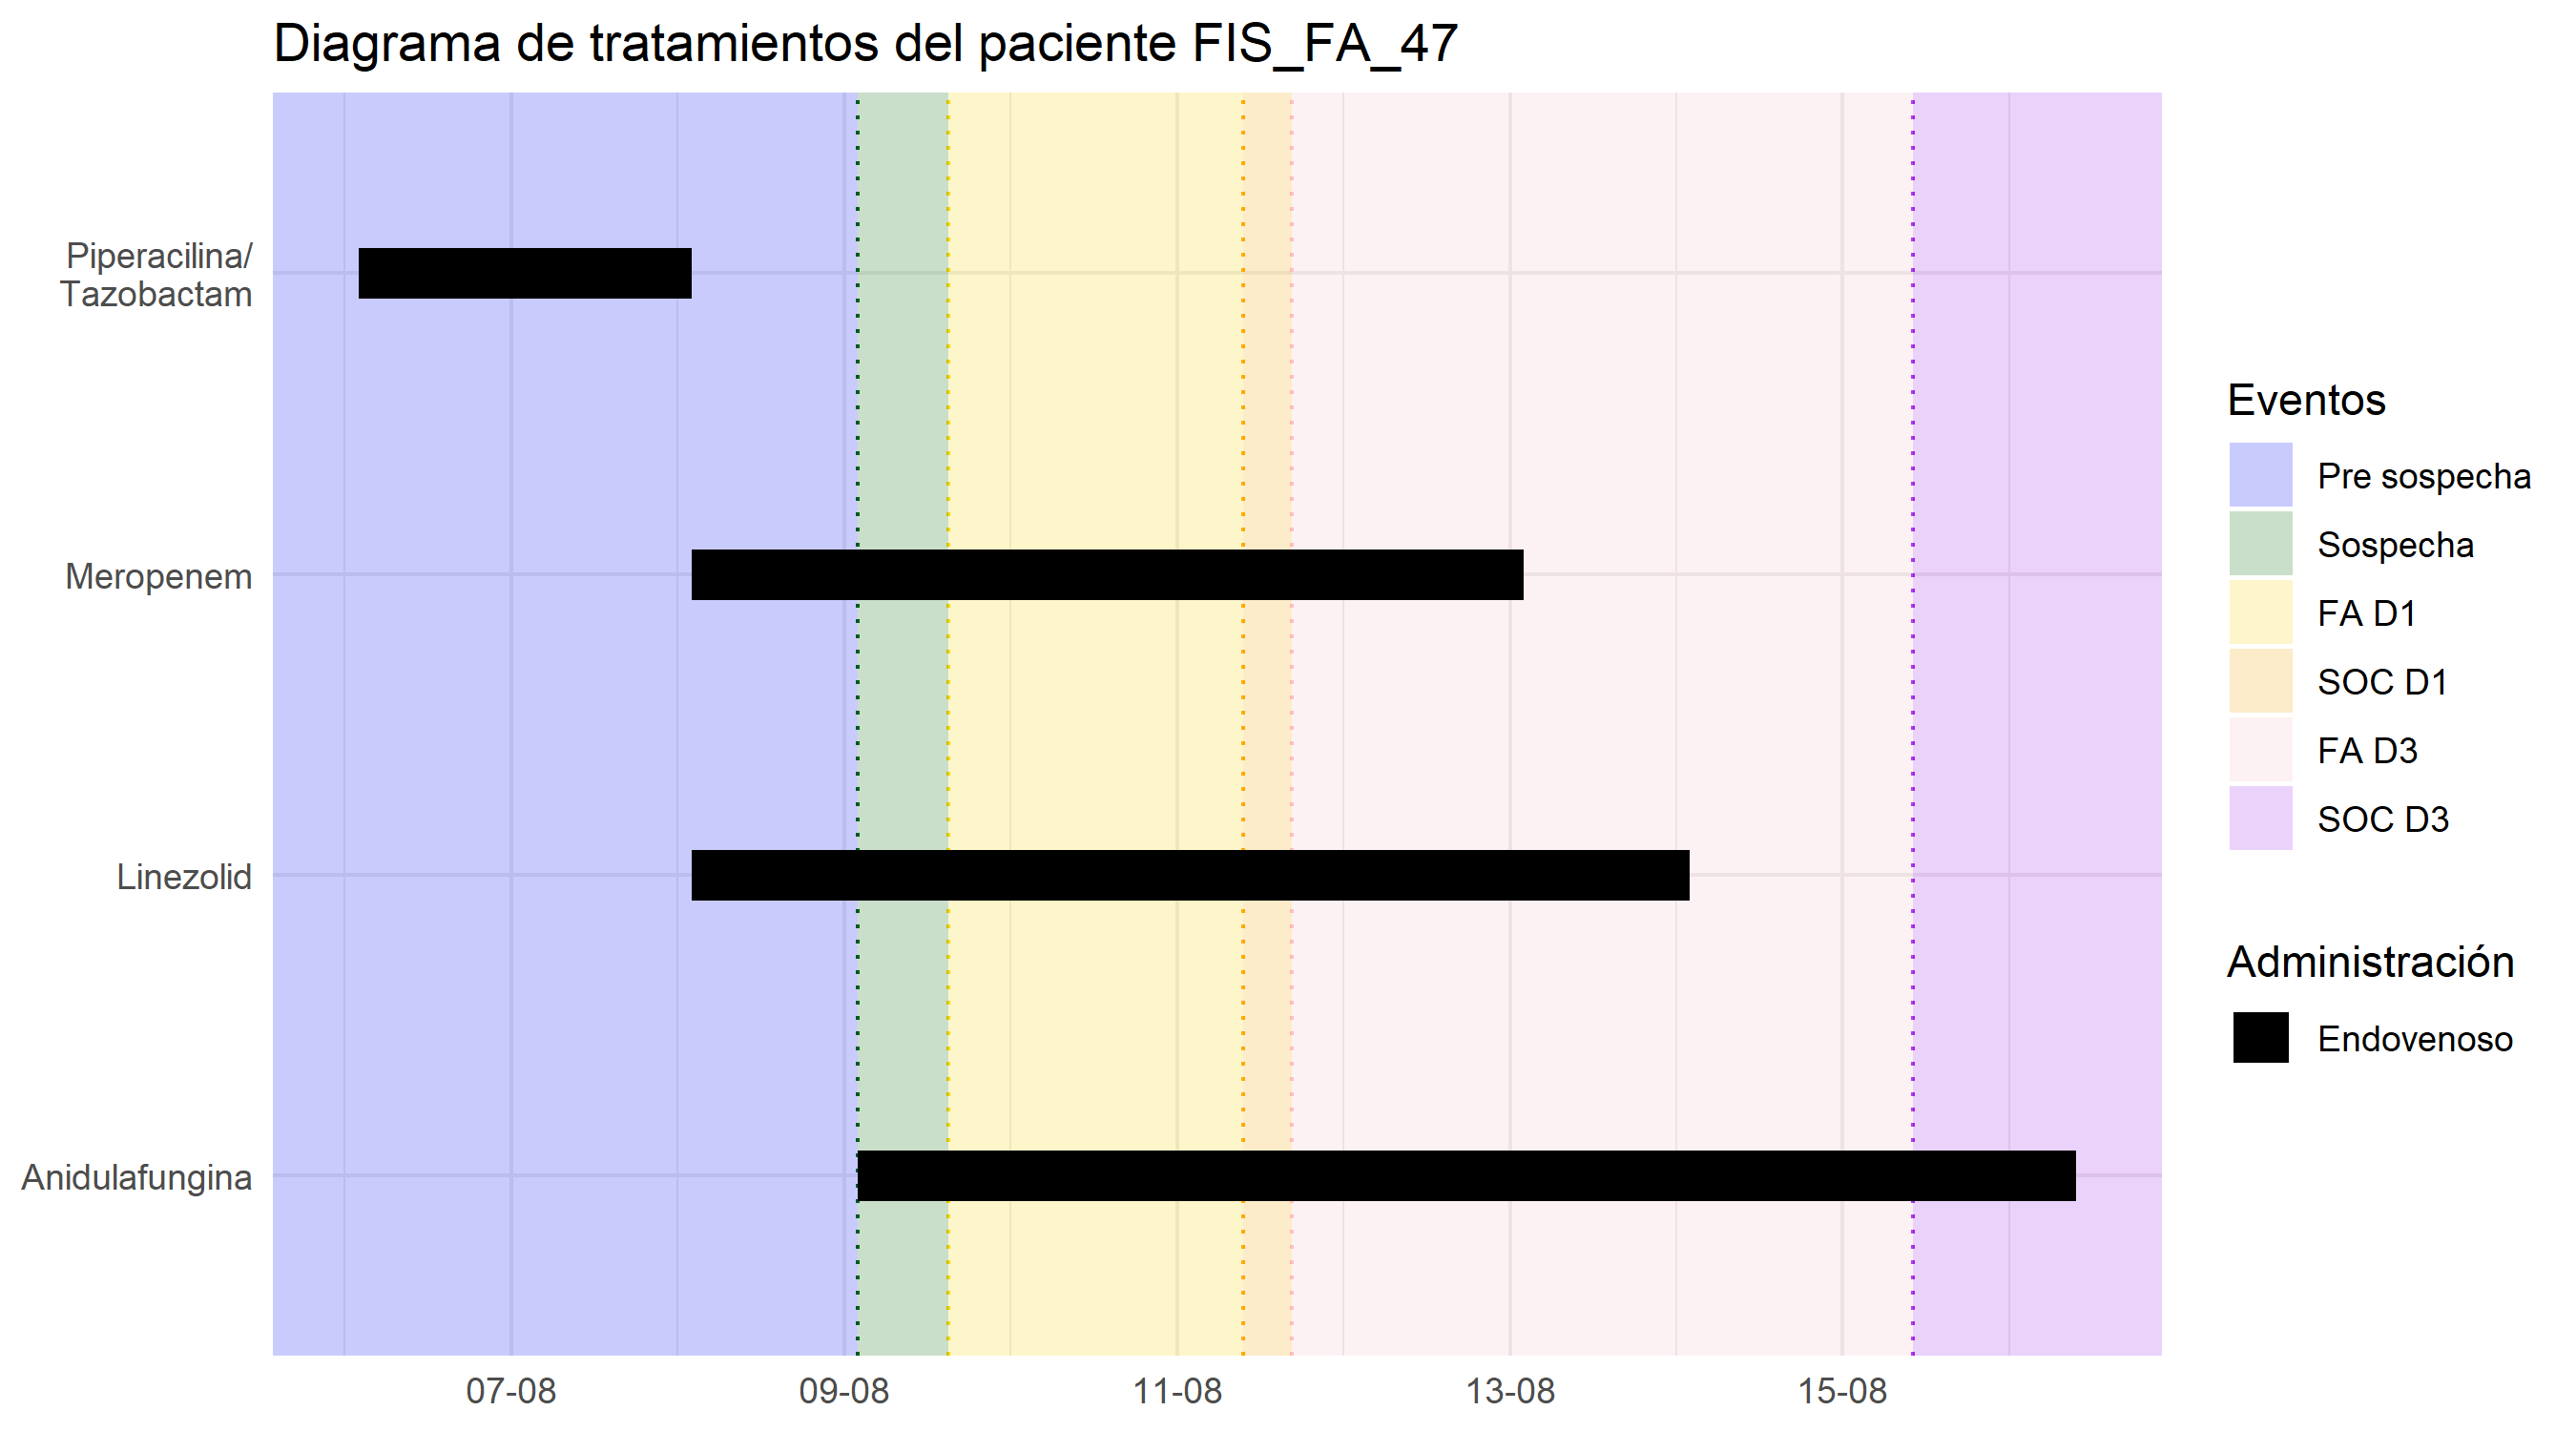 Diagrama de tratamientos del paciente FIS_FA_47
Piperacilina/
Tazobactam
Meropenem
Linezolid
Anidulafungina
07-08
09-08
11-08
13-08
15-08
Eventos
Pre sospecha
Sospecha
FA D1
SOC D1
FA D3
SOC D3
Administración
Endovenoso